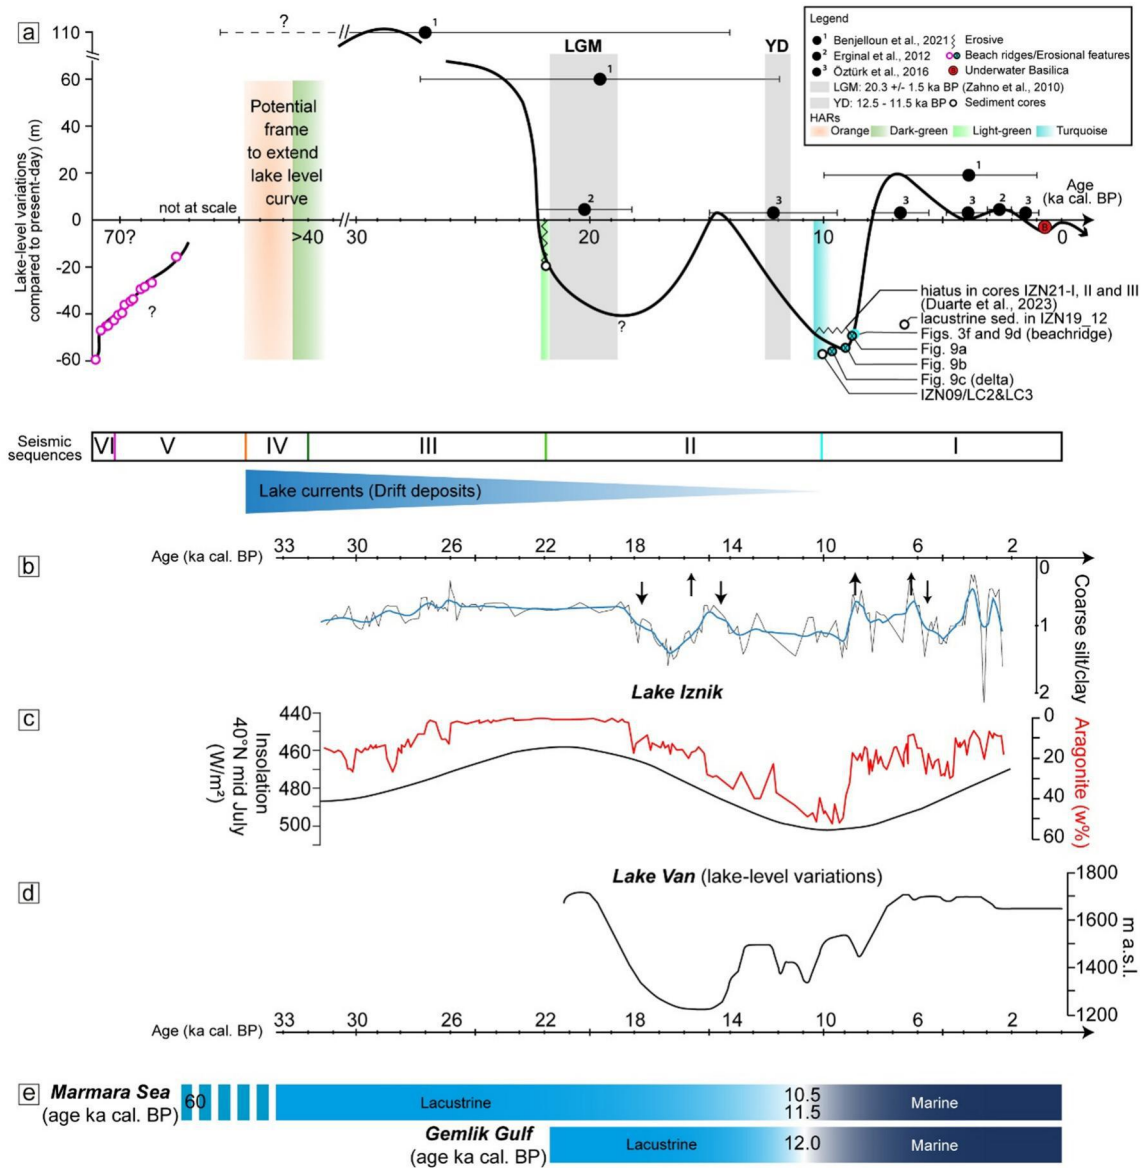 a
110
60
40
20
0
-20
-40
-60
Lake-level variations
compared to present-day) (m)
?
1
LGM
YD
Legend
1 Benjelloun et al., 2021
Erosive
2 Erginal et al., 2012
Beach ridges/Erosional features
3 Öztürk et al., 2016
B Underwater Basilica
LGM: 20.3 +/- 1.5 ka BP (Zahno et al., 2010)
YD: 12.5 - 11.5 ka BP
Sediment cores
HARs
Orange
Dark-green
Light-green
Turquoise
1
Potential
frame
to extend
lake level
curve
not at scale
1
Age
(ka cal. BP)
2
3
3
3
2
3
B
70?
>40
30
20
10
0
?
?
hiatus in cores IZN21-I, II and III
(Duarte et al., 2023)
lacustrine sed. in IZN19_12
Figs. 3f and 9d (beachridge)
Fig. 9a
Fig. 9b
Fig. 9c (delta)
IZN09/LC2&LC3
Seismic
sequences
VI
V
IV
III
II
I
Lake currents (Drift deposits)
b
Age (ka cal. BP)
33
30
26
22
18
14
10
6
2
0
1
2
Coarse silt/clay
Lake Iznik
c
440
460
480
500
Insolation
40°N mid July
(W/m²)
0
20
40
60
Aragonite (w%)
d
Lake Van (lake-level variations)
1800
1600
1400
1200
m a.s.l.
Age (ka cal. BP)
33
30
26
22
18
14
10
6
2
e
Marmara Sea
(age ka cal. BP)
60
Lacustrine
10.5
11.5
Marine
Gemlik Gulf
(age ka cal. BP)
Lacustrine
12.0
Marine